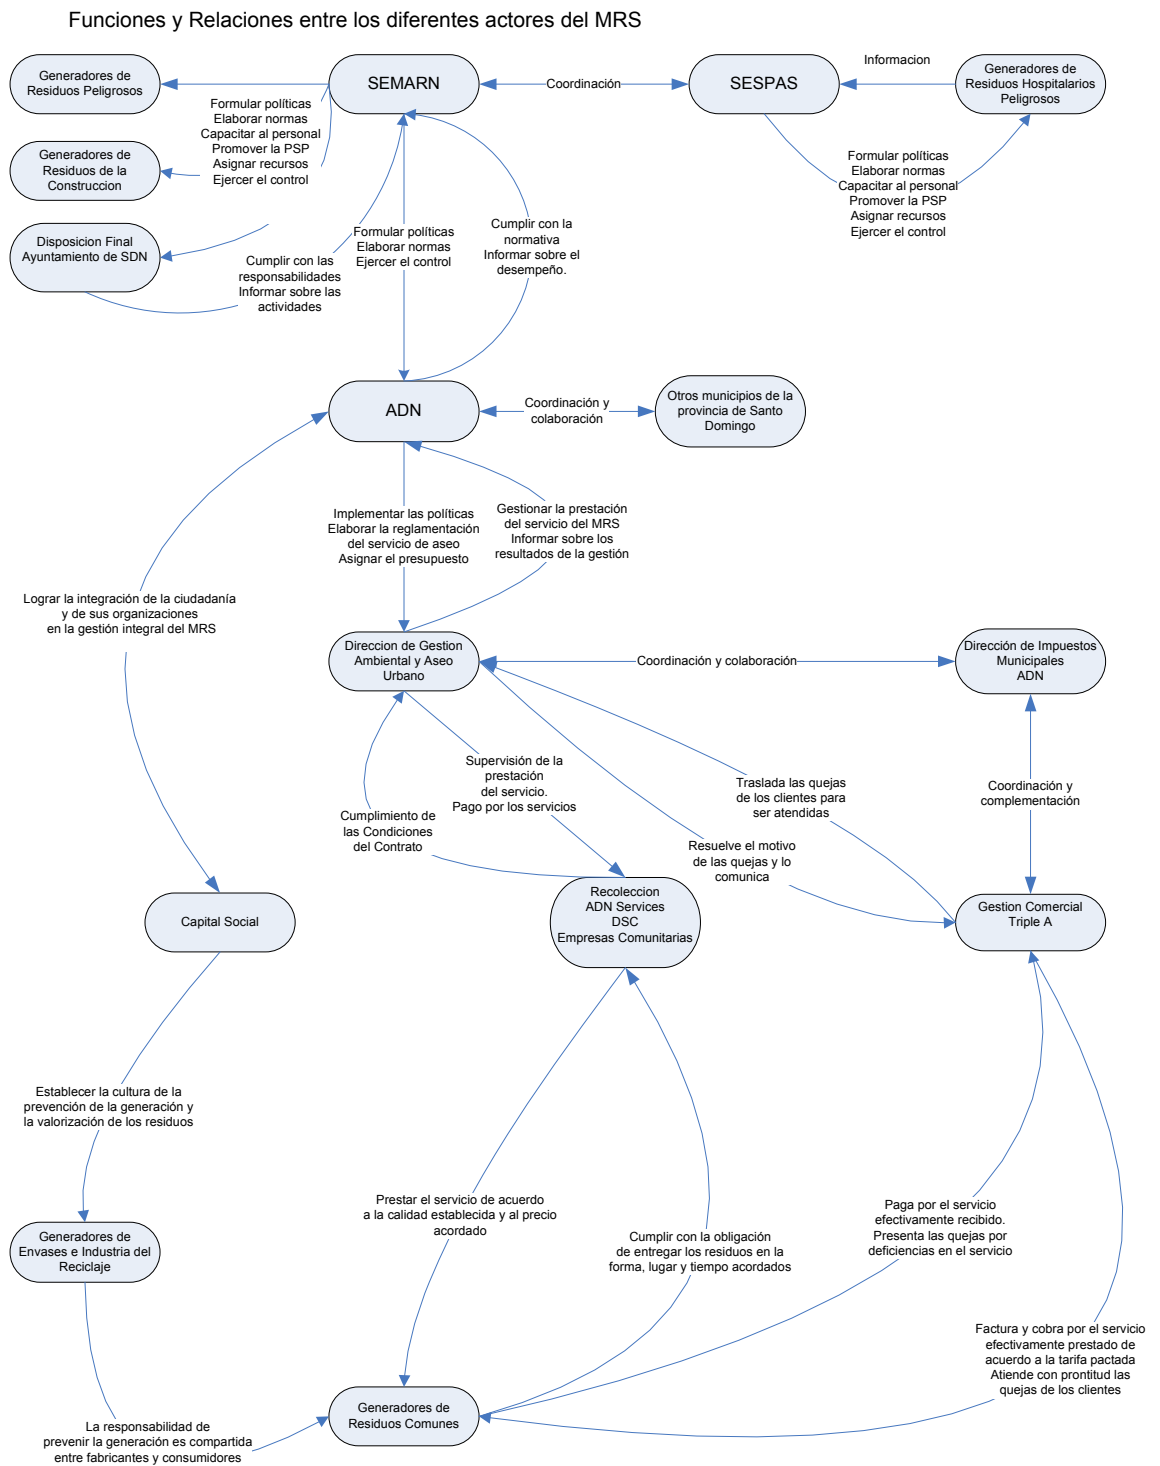 Funciones y Relaciones entre los diferentes actores del MRS
Generadores de
Residuos Peligrosos
SEMARN
Coordinación
SESPAS
Informacion
Generadores de
Residuos Hospitalarios
Peligrosos
Formular políticas
Elaborar normas
Capacitar al personal
Promover la PSP
Asignar recursos
Ejercer el control
Generadores de
Residuos de la
Construccion
Formular políticas
Elaborar normas
Capacitar al personal
Promover la PSP
Asignar recursos
Ejercer el control
Disposicion Final
Ayuntamiento de SDN
Cumplir con las
responsabilidades
Informar sobre las
actividades
Formular políticas
Elaborar normas
Ejercer el control
Cumplir con la
normativa
Informar sobre el
desempeño.
ADN
Coordinación y
colaboración
Otros municipios de la
provincia de Santo
Domingo
Implementar las políticas
Elaborar la reglamentación
del servicio de aseo
Asignar el presupuesto
Gestionar la prestación
del servicio del MRS
Informar sobre los
resultados de la gestión
Lograr la integración de la ciudadanía
y de sus organizaciones
en la gestión integral del MRS
Direccion de Gestion
Ambiental y Aseo
Urbano
Coordinación y colaboración
Dirección de Impuestos
Municipales
ADN
Supervisión de la
prestación
del servicio.
Pago por los servicios
Traslada las quejas
de los clientes para
ser atendidas
Coordinación y
complementación
Cumplimiento de
las Condiciones
del Contrato
Resuelve el motivo
de las quejas y lo
comunica
Capital Social
Recoleccion
ADN Services
DSC
Empresas Comunitarias
Gestion Comercial
Triple A
Establecer la cultura de la
prevención de la generación y
la valorización de los residuos
Prestar el servicio de acuerdo
a la calidad establecida y al precio
acordado
Cumplir con la obligación
de entregar los residuos en la
forma, lugar y tiempo acordados
Paga por el servicio
efectivamente recibido.
Presenta las quejas por
deficiencias en el servicio
Generadores de
Envases e Industria del
Reciclaje
Factura y cobra por el servicio
efectivamente prestado de
acuerdo a la tarifa pactada
Atiende con prontitud las
quejas de los clientes
Generadores de
Residuos Comunes
La responsabilidad de
prevenir la generación es compartida
entre fabricantes y consumidores